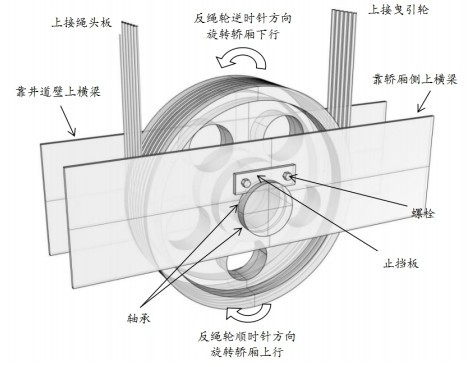 反绳轮逆时针方向
旋转轿厢下行
上接绳头板
上接曳引轮
靠井道壁上横梁
靠轿厢侧上横梁
螺栓
止挡板
轴承
反绳轮顺时针方向
旋转轿厢上行